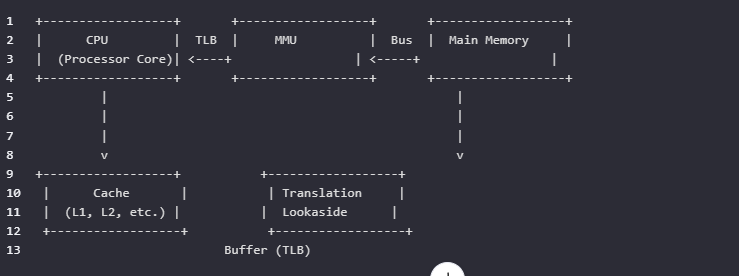 1   +------------------+       +------------------+       +------------------+
2   |      CPU         |  TLB  |     MMU          |  Bus  |  Main Memory     |
3   |  (Processor Core)| <----+                 | <-----+                  |
4   +------------------+       +------------------+       +------------------+
5            |                                               |
6            |                                               |
7            |                                               |
8            v                                               v
9   +------------------+           +------------------+
10   |      Cache       |           | Translation     |
11   |  (L1, L2, etc.) |           |  Lookaside      |
12   +------------------+           +------------------+
13                           Buffer (TLB)